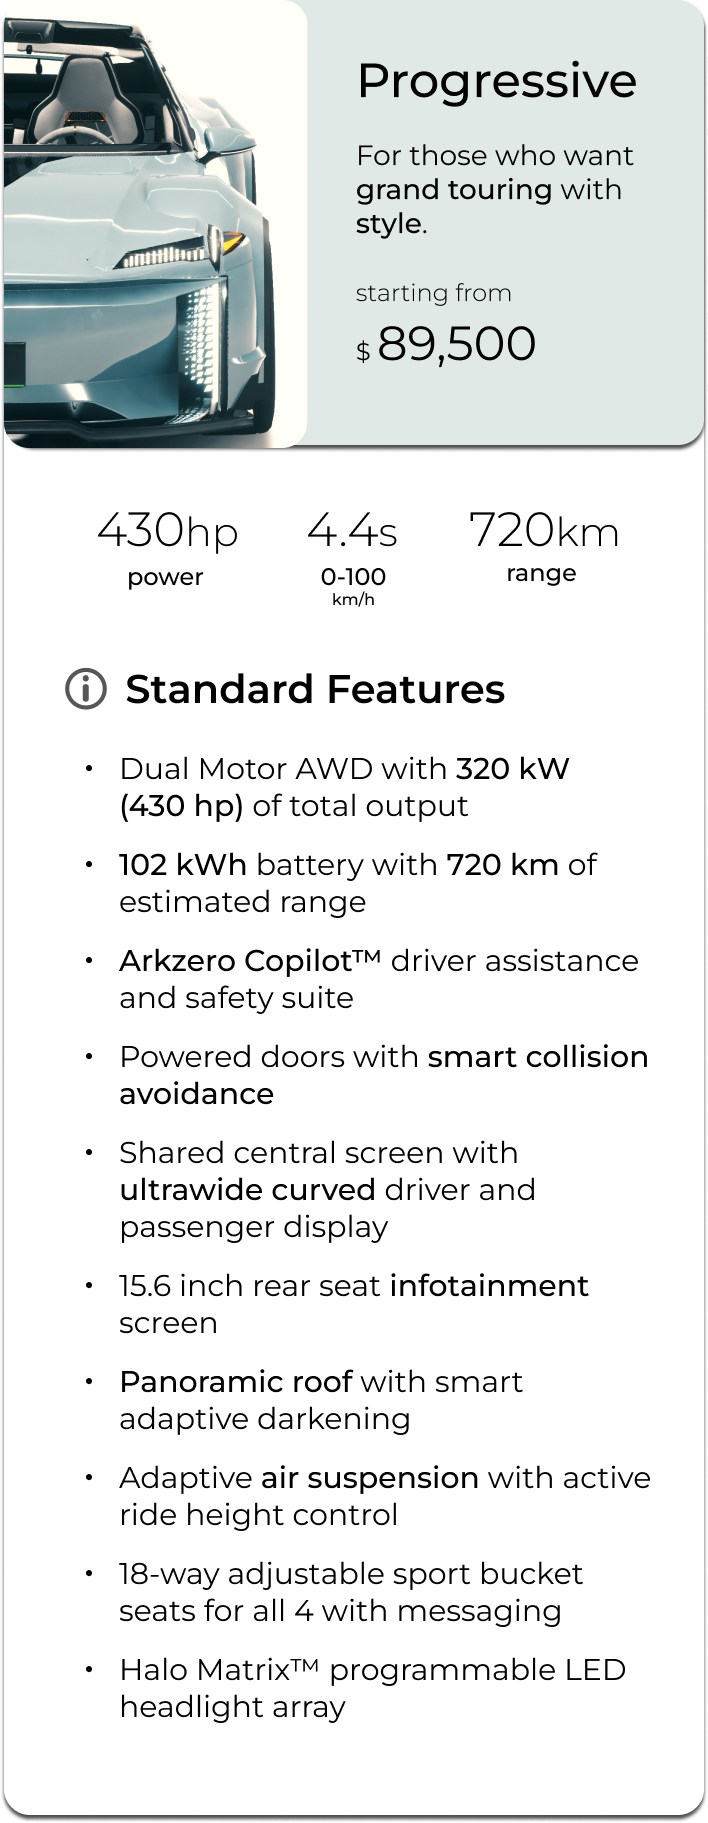 Progressive
For those who want
grand touring with
style.
starting from
$ 89,500
430hp 4.4s 720km
power 0-100 range
km/h
Standard Features
• Dual Motor AWD with 320 kW
(430 hp) of total output
• 102 kWh battery with 720 km of
estimated range
• Arkzero Copilot™ driver assistance
and safety suite
• Powered doors with smart collision
avoidance
• Shared central screen with
ultrawide curved driver and
passenger display
• 15.6 inch rear seat infotainment
screen
• Panoramic roof with smart
adaptive darkening
• Adaptive air suspension with active
ride height control
• 18-way adjustable sport bucket
seats for all 4 with messaging
• Halo Matrix™ programmable LED
headlight array